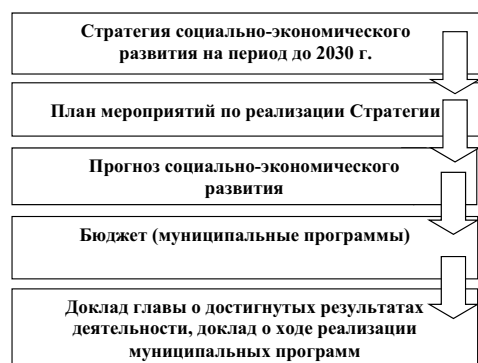 Стратегия социально-экономического
развития на период до 2030 г.
План мероприятий по реализации Стратегии
Прогноз социально-экономического
развития
Бюджет (муниципальные программы)
Доклад главы о достигнутых результатах
деятельности, доклад о ходе реализации
муниципальных программ